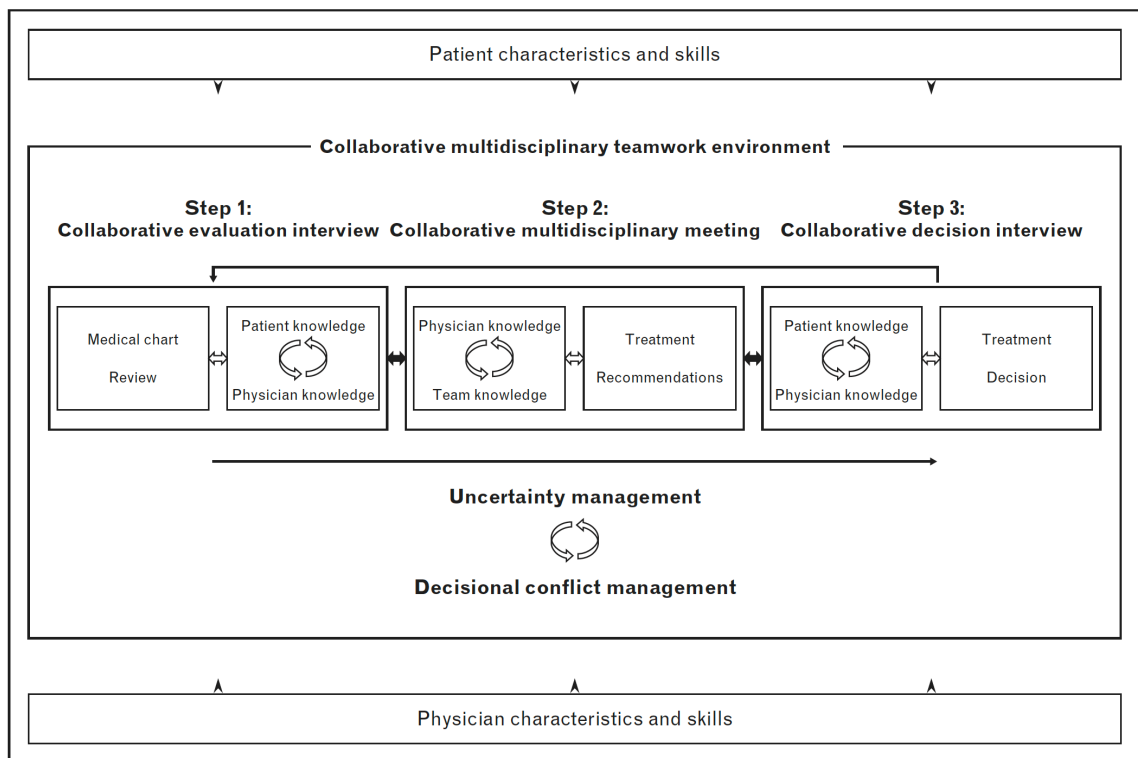 Patient characteristics and skills
Collaborative multidisciplinary teamwork environment
Step 1:
Collaborative evaluation interview
Step 2:
Collaborative multidisciplinary meeting
Step 3:
Collaborative decision interview
Medical chart
Review
Patient knowledge
Physician knowledge
Physician knowledge
Team knowledge
Treatment
Recommendations
Patient knowledge
Physician knowledge
Treatment
Decision
Uncertainty management
Decisional conflict management
Physician characteristics and skills